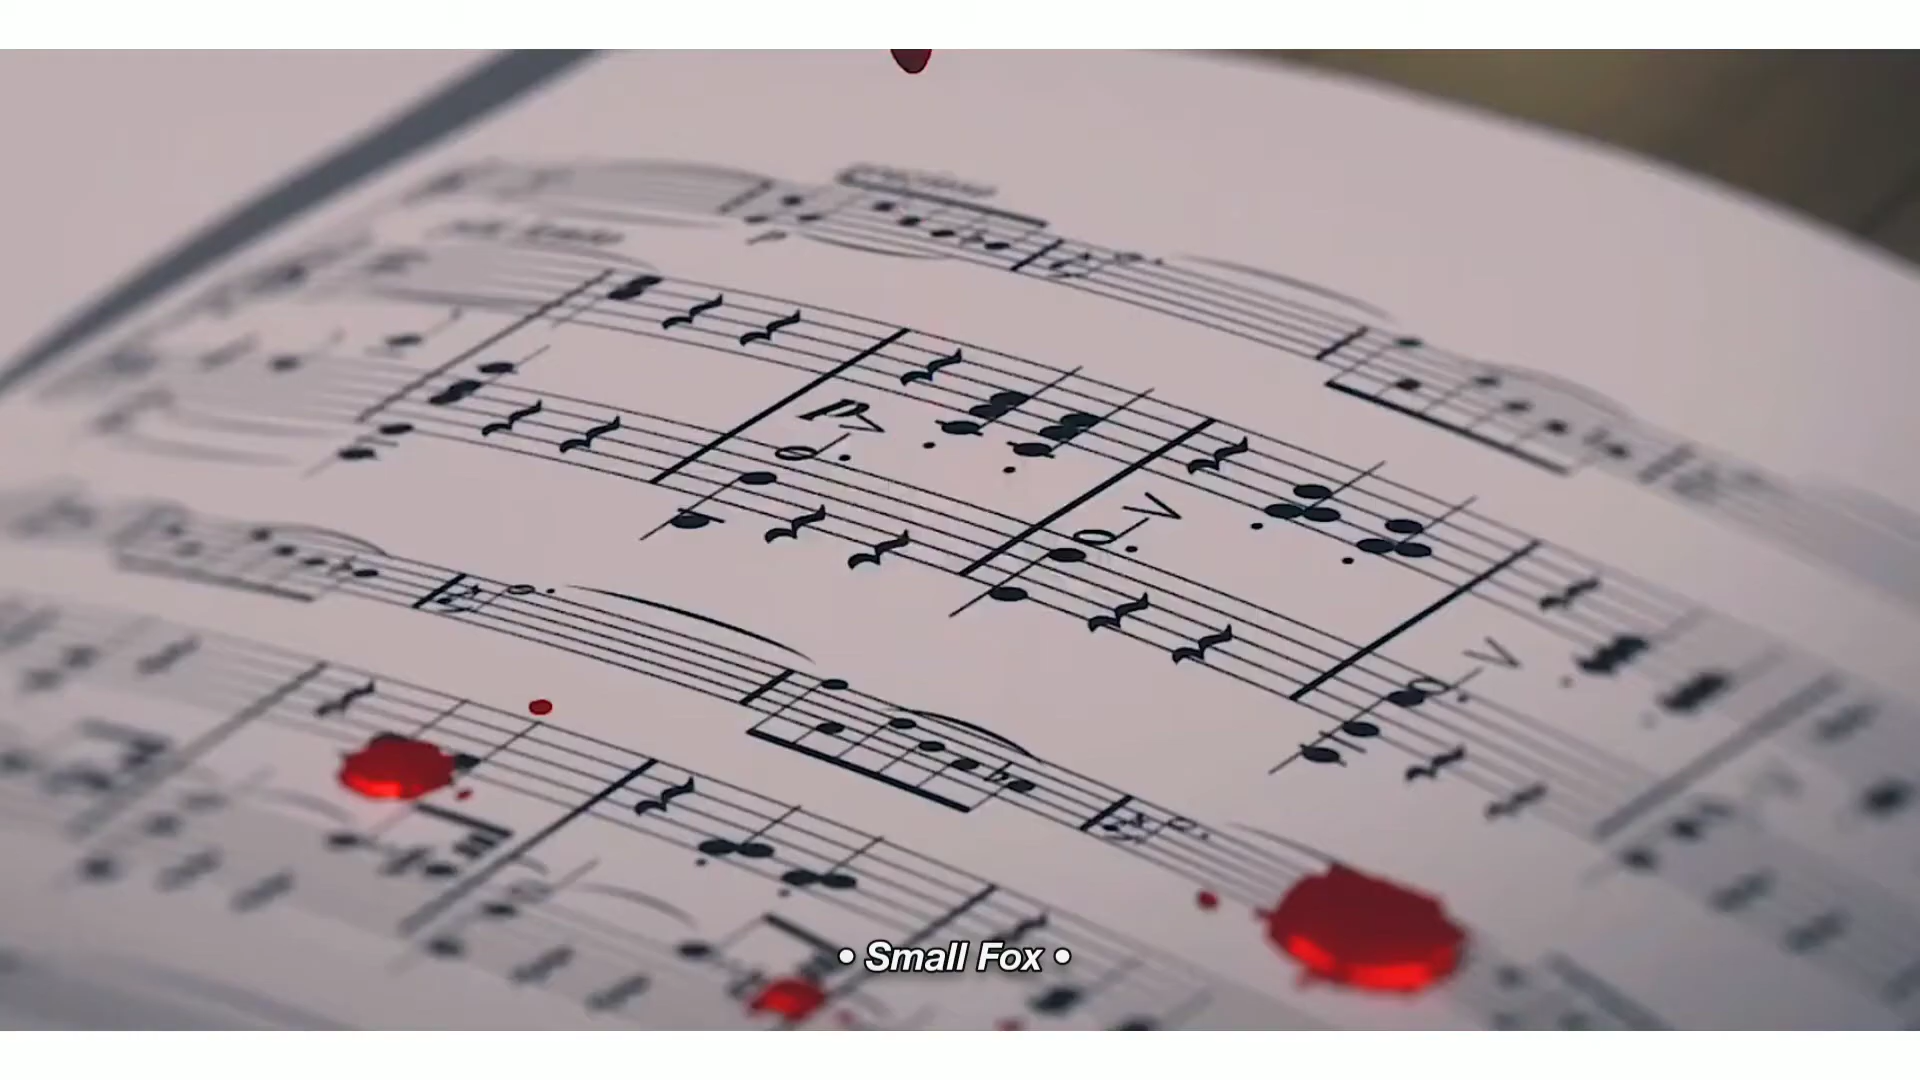 p
• Small Fox •